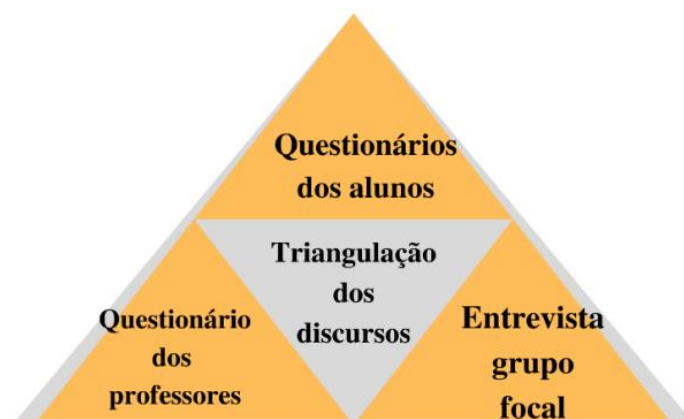 Questionários
dos alunos
Triangulação
dos
discursos
Questionário
dos
professores
Entrevista
grupo
focal